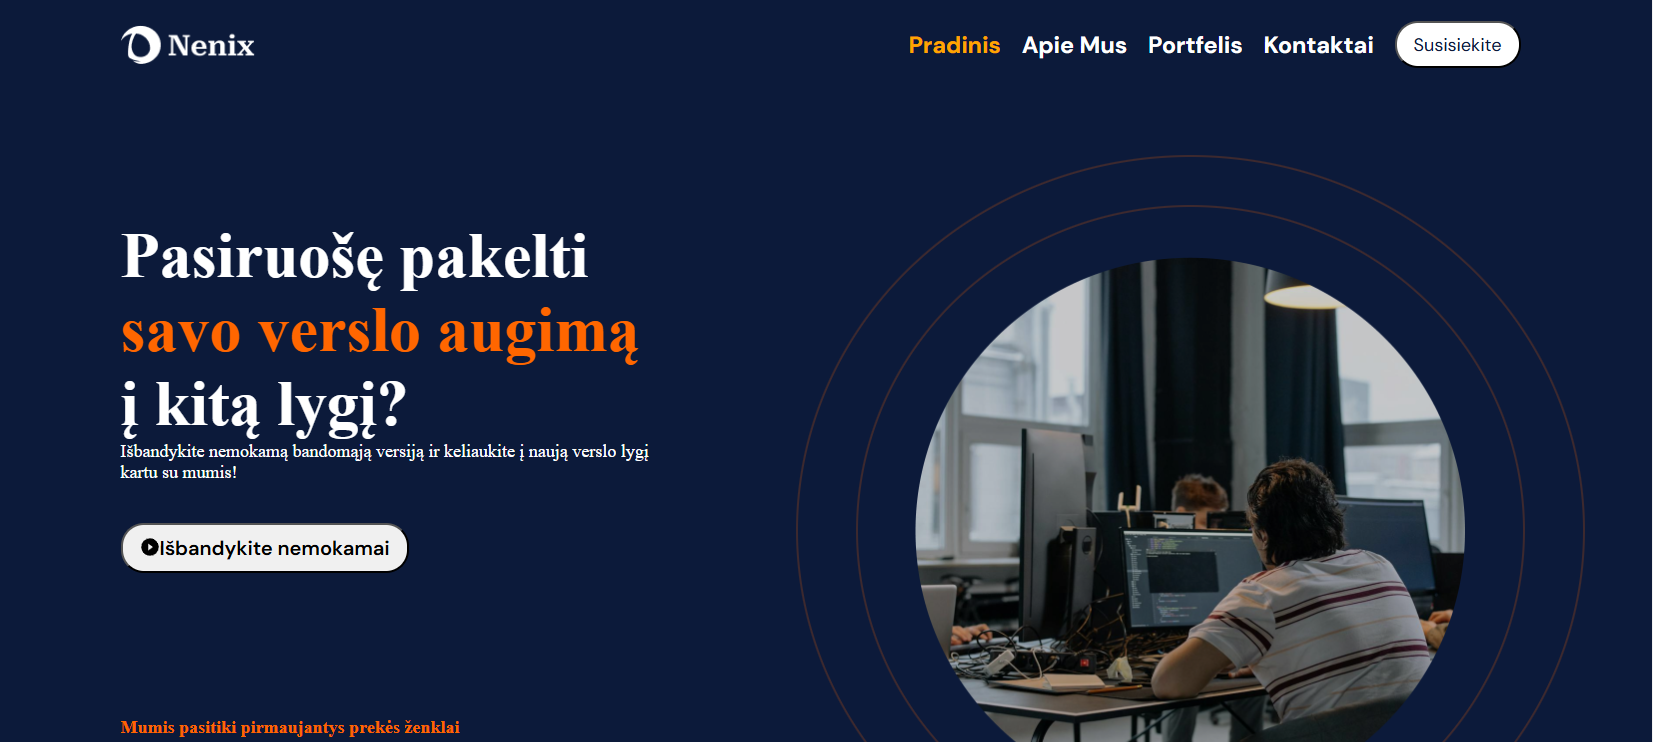 Nenix
Pradinis Apie Mus Portfelis Kontaktai Susisiekite
Pasiruošę pakelti
savo verslo augimą
į kitą lygį?
Išbandykite nemokamą bandomąją versiją ir keliaukite į naują verslo lygį
kartu su mumis!
Išbandykite nemokamai
Mumis pasitiki pirmaujantys prekės ženklai